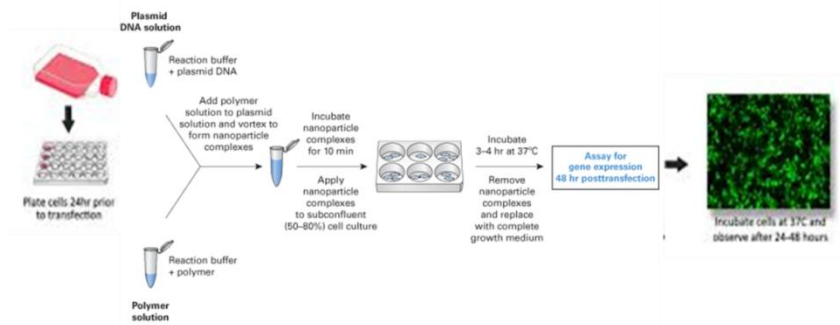 Plasmid
DNA solution
Reaction buffer
+ plasmid DNA
Plate cells 24hr prior
to transfection
Add polymer
solution to plasmid
solution and vortex to
form nanoparticle
complexes
Incubate
nanoparticle
complexes
for 10 min
Apply
nanoparticle
complexes
to subconfluent
(50–80%) cell culture
Incubate
3–4 hr at 37°C
Remove
nanoparticle
complexes
and replace
with complete
growth medium
Assay for
gene expression
48 hr posttransfection
Incubate cells at 37C and
observe after 24-48 hours
Reaction buffer
+ polymer
Polymer
solution